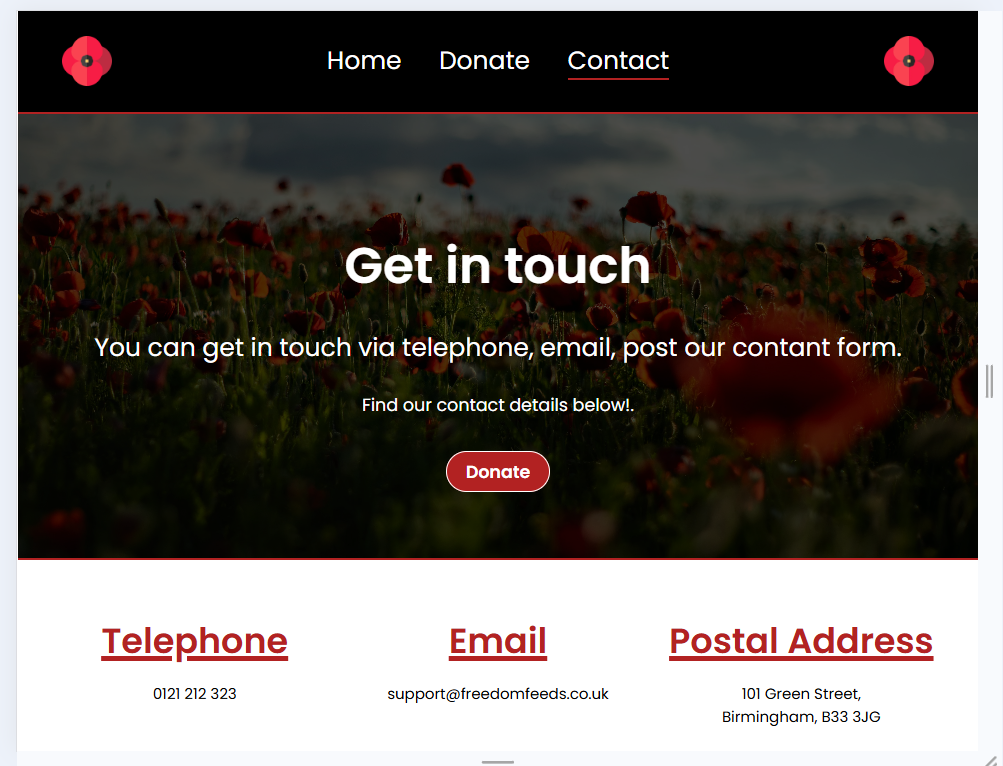 Home Donate Contact
Get in touch
You can get in touch via telephone, email, post our contant form.
Find our contact details below!.
Donate
Telephone Email Postal Address
0121 212 323 support@freedomfeeds.co.uk 101 Green Street,
Birmingham, B33 3JG